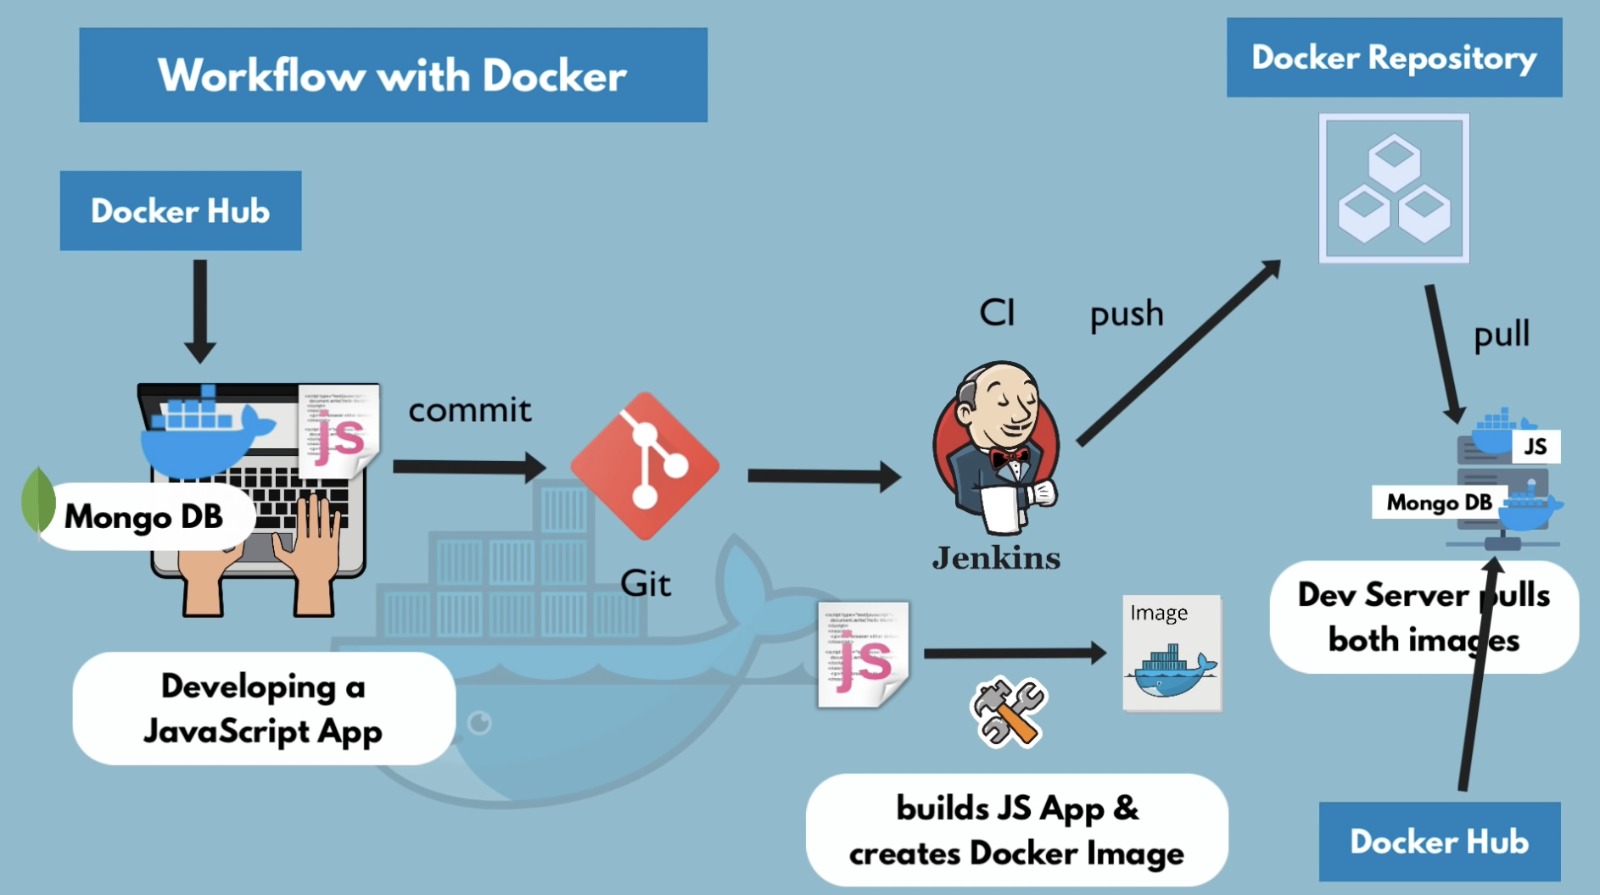 Workflow with Docker
Docker Repository
Docker Hub
CI
push
pull
commit
js
JS
Mongo DB
Mongo DB
Git
Jenkins
Image
js
Dev Server pulls
both images
Developing a
JavaScript App
builds JS App &
creates Docker Image
Docker Hub